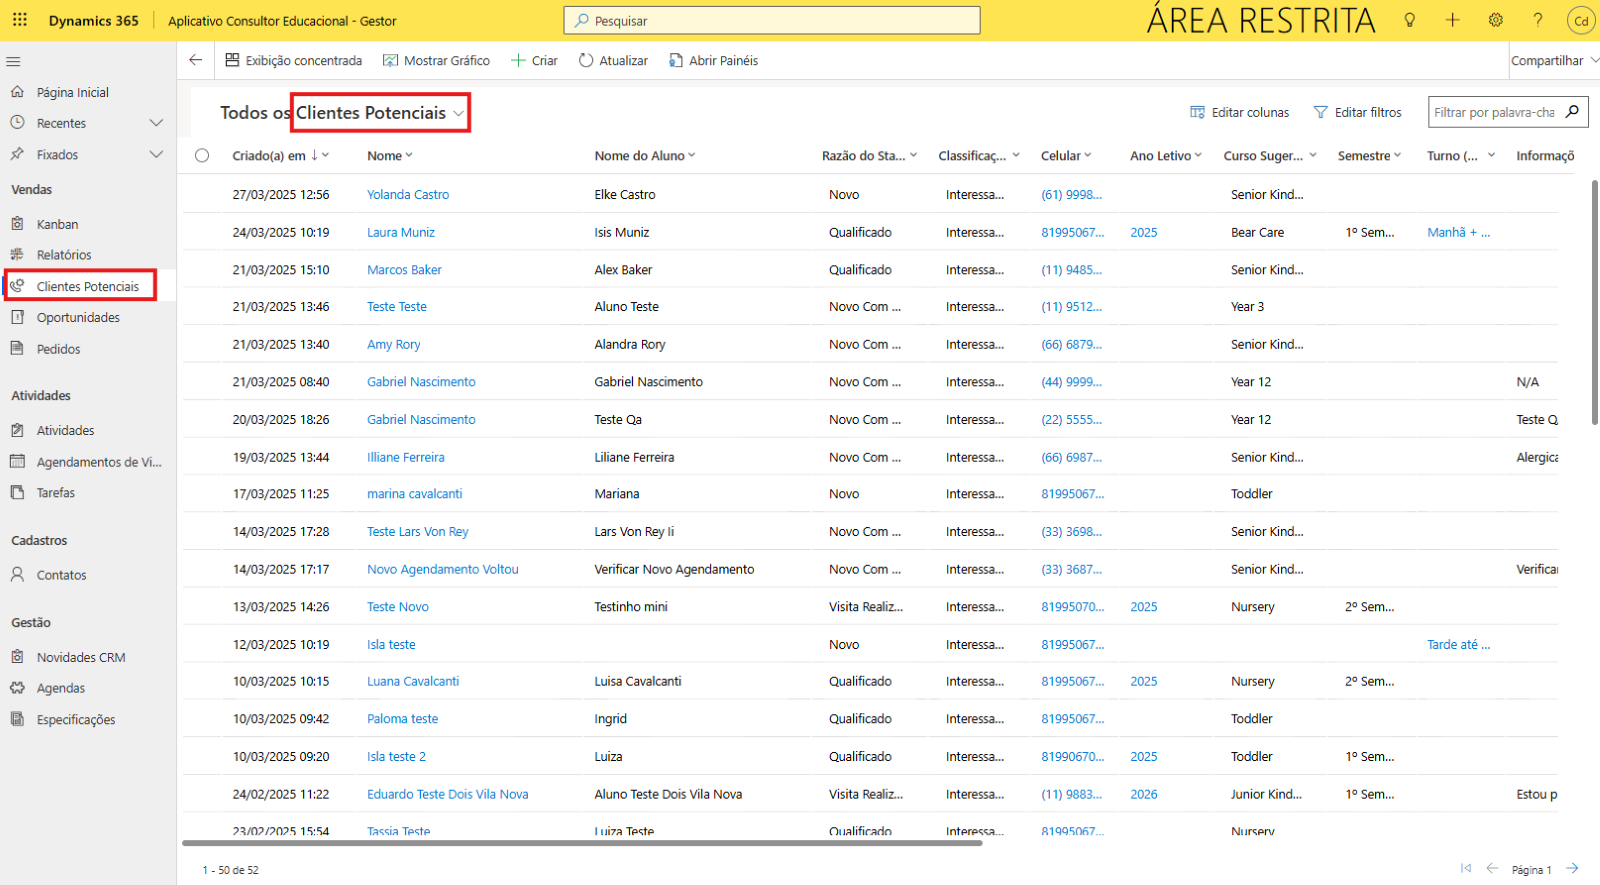 Dynamics 365 Aplicativo Consultor Educacional - Gestor Pesquisar ÁREA RESTRITA Cd
Exibição concentrada Mostrar Gráfico Criar Atualizar Abrir Painéis Compartilhar
Página Inicial
Recentes
Fixados
Vendas
Kanban
Relatórios
Clientes Potenciais
Oportunidades
Pedidos
Atividades
Atividades
Agendamentos de Vi...
Tarefas
Cadastros
Contatos
Gestão
Novidades CRM
Agendas
Especificações
Todos os Clientes Potenciais Editar colunas Editar filtros Filtrar por palavra-cha
Criado(a) em Nome Nome do Aluno Razão do Sta... Classificaç... Celular Ano Letivo Curso Suger... Semestre Turno (... Informaçõ
27/03/2025 12:56 Yolanda Castro Elke Castro Novo Interessa... (61) 9998... Senior Kind...
24/03/2025 10:19 Laura Muniz Isis Muniz Qualificado Interessa... 81995067... 2025 Bear Care 1º Sem... Manhã + ...
21/03/2025 15:10 Marcos Baker Alex Baker Qualificado Interessa... (11) 9485... Senior Kind...
21/03/2025 13:46 Teste Teste Aluno Teste Novo Com ... Interessa... (11) 9512... Year 3
21/03/2025 13:40 Amy Rory Alandra Rory Novo Com ... Interessa... (66) 6879... Senior Kind...
21/03/2025 08:40 Gabriel Nascimento Gabriel Nascimento Novo Com ... Interessa... (44) 9999... Year 12 N/A
20/03/2025 18:26 Gabriel Nascimento Teste Qa Novo Com ... Interessa... (22) 5555... Year 12 Teste Q
19/03/2025 13:44 Illiane Ferreira Liliane Ferreira Novo Com ... Interessa... (66) 6987... Senior Kind... Alergica
17/03/2025 11:25 marina cavalcanti Mariana Novo Interessa... 81995067... Toddler
14/03/2025 17:28 Teste Lars Von Rey Lars Von Rey Ii Novo Com ... Interessa... (33) 3698... Senior Kind...
14/03/2025 17:17 Novo Agendamento Voltou Verificar Novo Agendamento Novo Com ... Interessa... (33) 3687... Senior Kind... Verificar
13/03/2025 14:26 Teste Novo Testinho mini Visita Realiz... Interessa... 81995070... 2025 Nursery 2º Sem...
12/03/2025 10:19 Isla teste Novo Interessa... 81995067... Tarde até ...
10/03/2025 10:15 Luana Cavalcanti Luisa Cavalcanti Qualificado Interessa... 81995067... 2025 Nursery 2º Sem...
10/03/2025 09:42 Paloma teste Ingrid Qualificado Interessa... 81995067... Toddler
10/03/2025 09:20 Isla teste 2 Luiza Qualificado Interessa... 81990670... 2025 Toddler 1º Sem...
24/02/2025 11:22 Eduardo Teste Dois Vila Nova Aluno Teste Dois Vila Nova Visita Realiz... Interessa... (11) 9883... 2026 Junior Kind... 1º Sem... Estou p
23/02/2025 15:54 Tassia Teste Luiza Teste Qualificado Interessa... 81995067... Nursery
1 - 50 de 52 Página 1